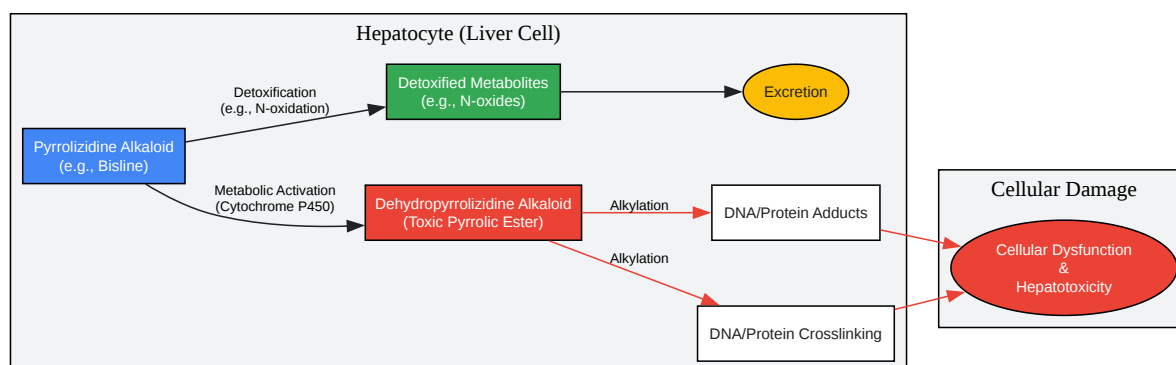 Hepatocyte (Liver Cell)
Detoxified Metabolites
(e.g., N-oxides)
Excretion
Detoxification
(e.g., N-oxidation)
Pyrrolizidine Alkaloid
(e.g., Bisline)
Metabolic Activation
(Cytochrome P450)
Dehydropyrrolizidine Alkaloid
(Toxic Pyrrolic Ester)
Alkylation
DNA/Protein Adducts
Alkylation
DNA/Protein Crosslinking
Cellular Damage
Cellular Dysfunction
&
Hepatotoxicity